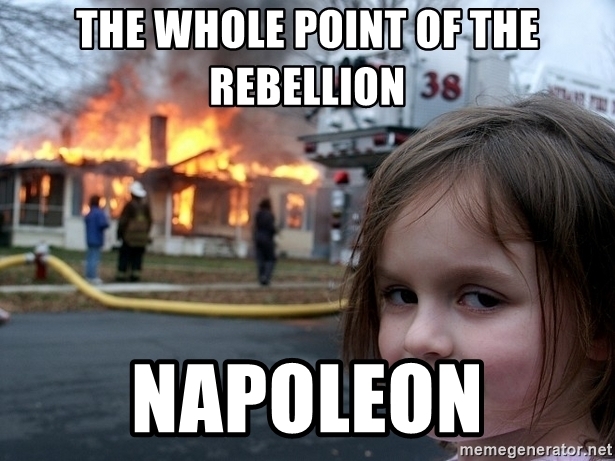 THE WHOLE POINT OF THE
REBELLION
38
NAPOLEON
memegenerator.net